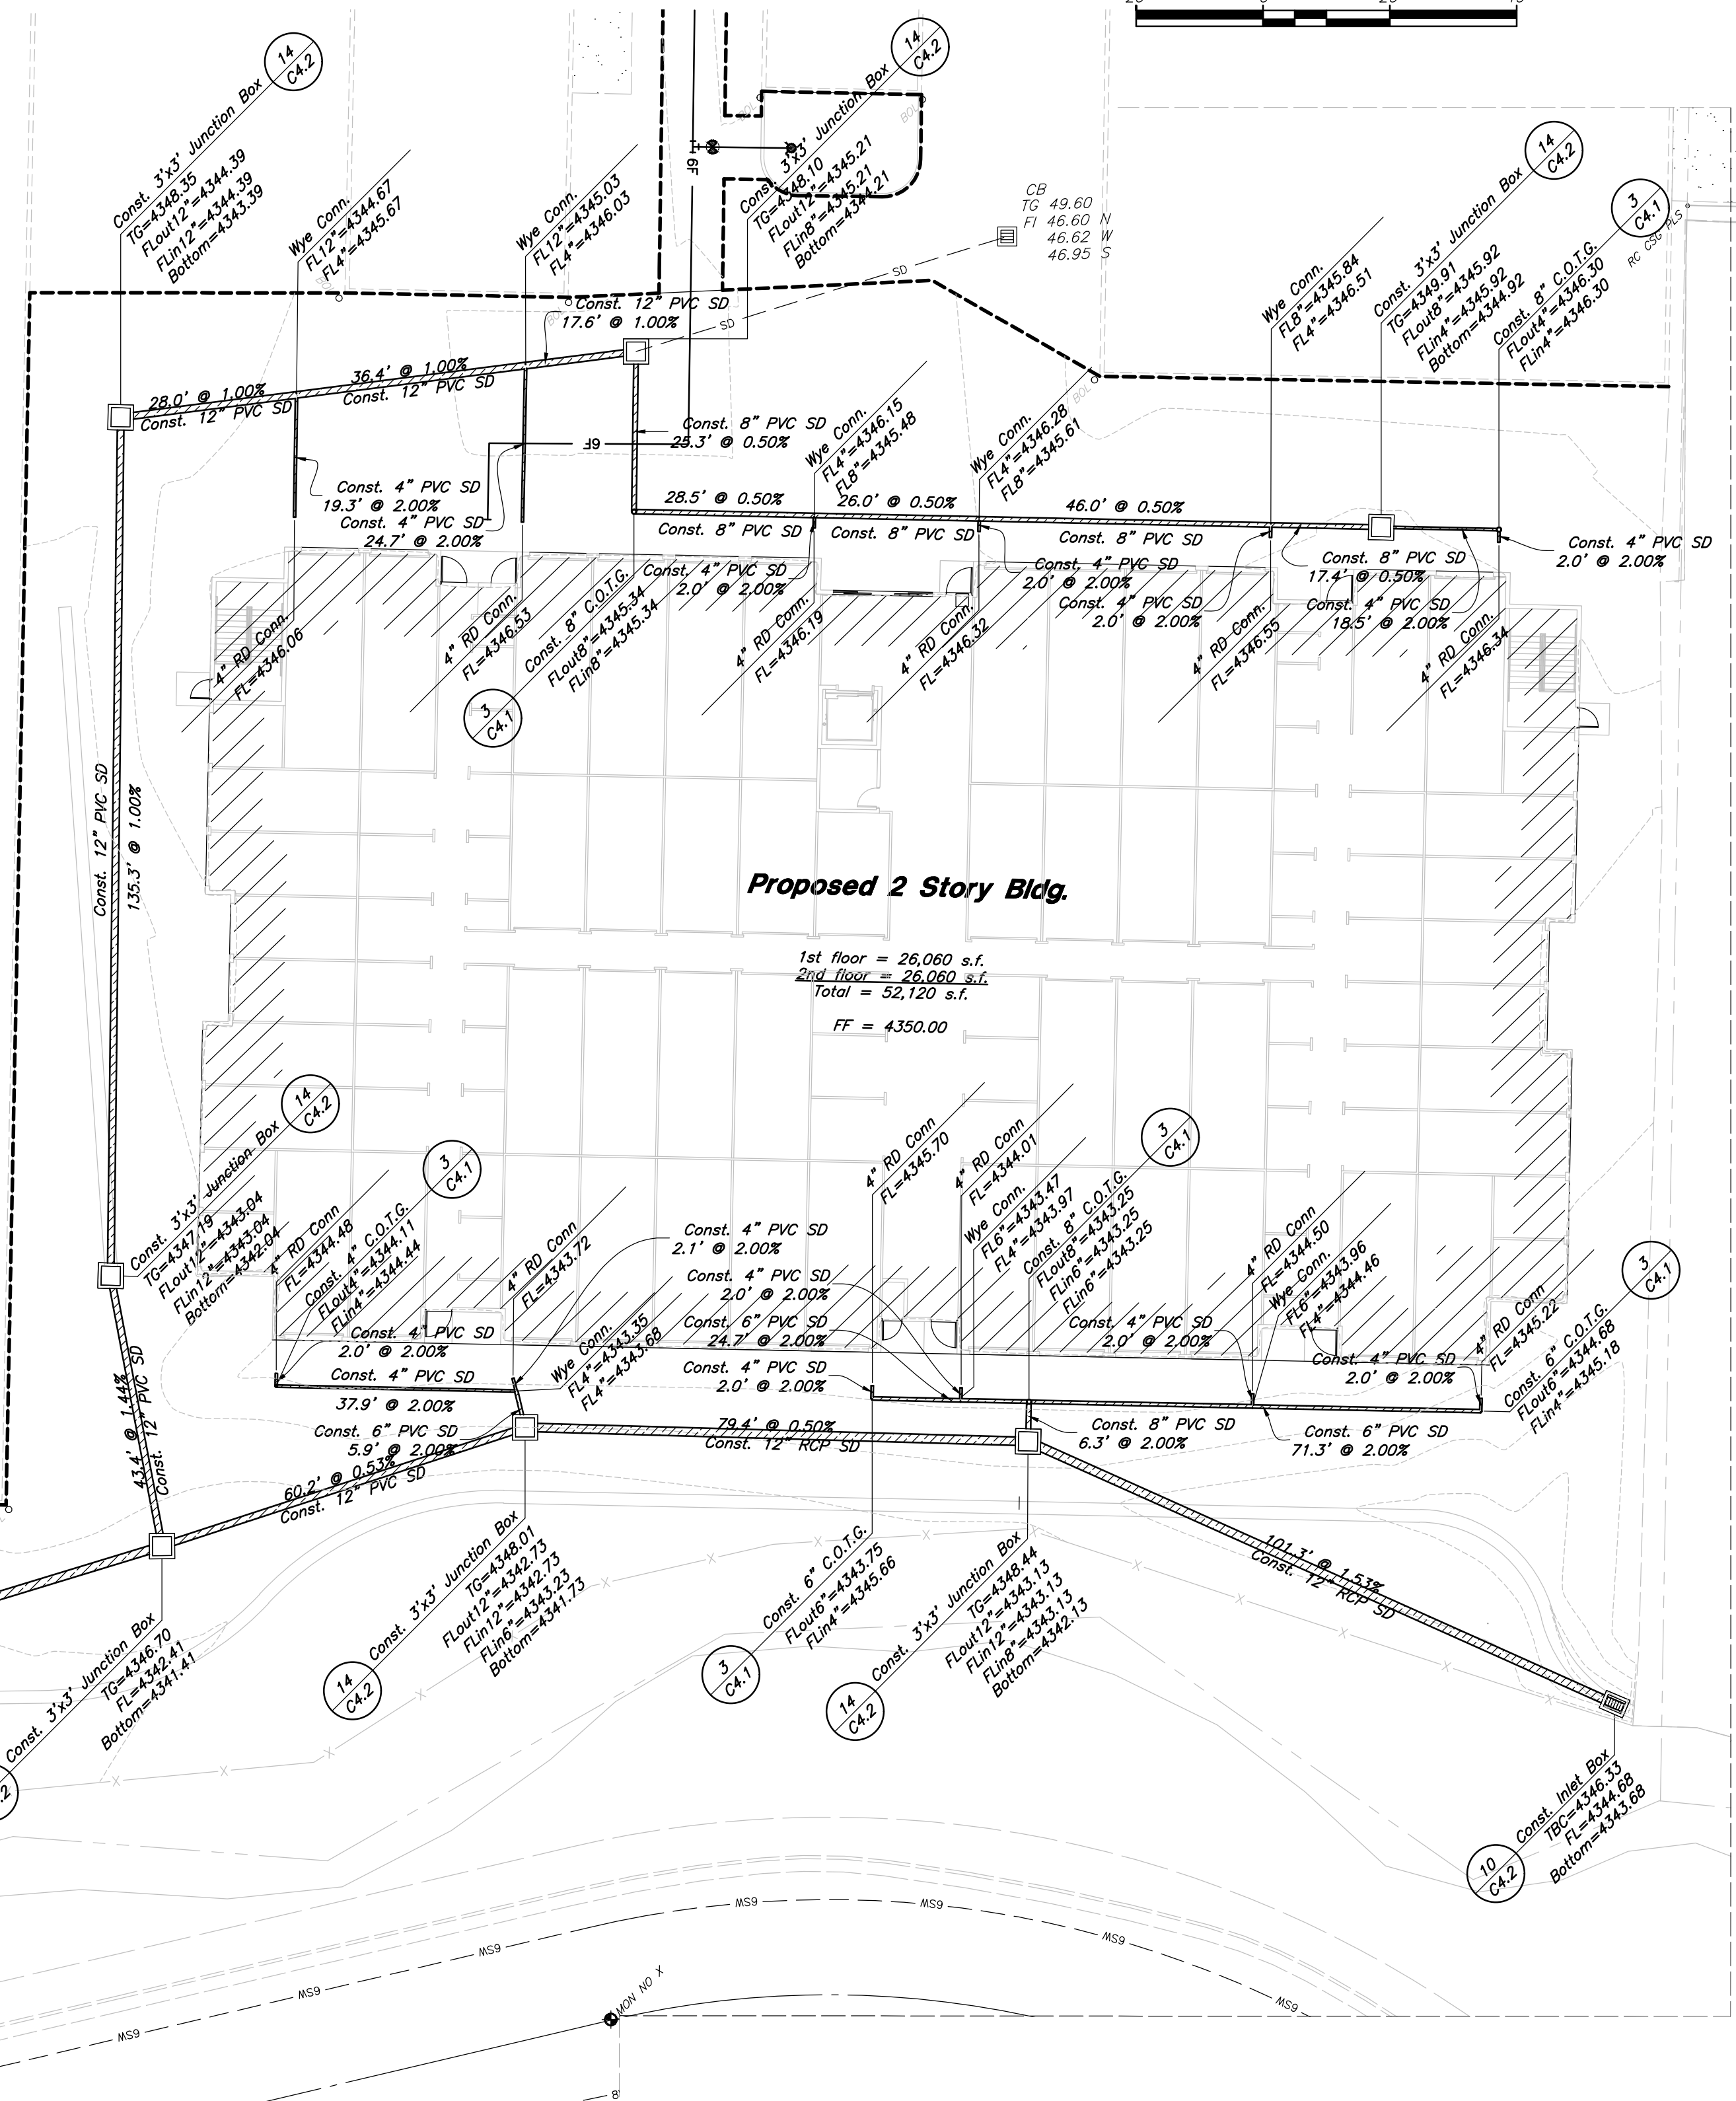 20
0
20
40
14
C4.2
Const. 3'x3' Junction Box
TG=4348.35
FLout12"=4344.39
FLin12"=4344.39
Bottom=4343.39
Wye Conn.
FL12"=4344.67
FL4"=4345.67
Wye Conn.
FL12"=4345.03
FL4"=4346.03
14
C4.2
Const. 3'x3' Junction Box
TG=4348.10
FLout12"=4345.21
FLin8"=4345.21
Bottom=4344.21
6F
BOL
BOL
CB
TG 49.60
FI 46.60 N
46.62 W
46.95 S
SD
SD
Wye Conn.
FL8"=4345.84
FL4"=4346.51
14
C4.2
Const. 3'x3' Junction Box
TG=4349.91
FLout8"=4345.92
FLin4"=4345.92
Bottom=4344.92
3
C4.1
Const. 8" C.O.T.G.
FLout4"=4346.30
FLin4"=4346.30
RC CSG PLS
BOL
Const. 12" PVC SD
17.6' @ 1.00%
36.4' @ 1.00%
Const. 12" PVC SD
28.0' @ 1.00%
Const. 12" PVC SD
Const. 8" PVC SD
25.3' @ 0.50%
6F
Wye Conn.
FL4"=4346.15
FL8"=4345.48
Wye Conn.
FL4"=4346.28
FL8"=4345.61
BOL
Const. 4" PVC SD
19.3' @ 2.00%
Const. 4" PVC SD
24.7' @ 2.00%
28.5' @ 0.50%
Const. 8" PVC SD
26.0' @ 0.50%
Const. 8" PVC SD
46.0' @ 0.50%
Const. 8" PVC SD
Const. 4" PVC SD
2.0' @ 2.00%
Const. 4" PVC SD
2.0' @ 2.00%
Const. 4" PVC SD
2.0' @ 2.00%
Const. 8" PVC SD
17.4' @ 0.50%
Const. 4" PVC SD
18.5' @ 2.00%
Const. 4" PVC SD
2.0' @ 2.00%
4" RD Conn.
FL=4346.06
4" RD Conn.
FL=4346.53
Const. 8" C.O.T.G.
FLout8"=4345.34
FLin8"=4345.34
3
C4.1
4" RD Conn.
FL=4346.19
4" RD Conn.
FL=4346.32
4" RD Conn.
FL=4346.55
4" RD Conn.
FL=4346.34
Const. 12" PVC SD
135.3' @ 1.00%
Proposed 2 Story Bldg.
1st floor = 26,060 s.f.
2nd floor = 26,060 s.f.
Total = 52,120 s.f.
FF = 4350.00
14
C4.2
Const. 3'x3' Junction Box
TG=4347.19
FLout12"=4343.04
FLin12"=4343.04
Bottom=4342.04
4" RD Conn
FL=4344.48
3
C4.1
Const. 4" C.O.T.G.
FLout4"=4344.11
FLin4"=4344.44
4" RD Conn
FL=4343.72
Wye Conn.
FL4"=4343.35
FL4"=4343.68
Const. 4" PVC SD
2.1' @ 2.00%
Const. 4" PVC SD
2.0' @ 2.00%
Const. 6" PVC SD
24.7' @ 2.00%
Const. 4" PVC SD
2.0' @ 2.00%
4" RD Conn
FL=4345.70
4" RD Conn
FL=4344.01
Wye Conn.
FL6"=4343.47
FL4"=4343.97
3
C4.1
Const. 8" C.O.T.G.
FLout8"=4343.25
FLin6"=4343.25
FLin6"=4343.25
4" RD Conn
FL=4344.50
Wye Conn.
FL6"=4343.96
FL4"=4344.46
4" RD Conn
FL=4345.22
3
C4.1
Const. 6" C.O.T.G.
FLout6"=4344.68
FLin4"=4345.18
Const. 4" PVC SD
2.0' @ 2.00%
Const. 4" PVC SD
2.0' @ 2.00%
Const. 4" PVC SD
2.0' @ 2.00%
Const. 4" PVC SD
37.9' @ 2.00%
Const. 6" PVC SD
5.9' @ 2.00%
79.4' @ 0.50%
Const. 12" RCP SD
Const. 8" PVC SD
6.3' @ 2.00%
Const. 6" PVC SD
71.3' @ 2.00%
43.4' @ 1.44%
Const. 12" PVC SD
60.2' @ 0.53%
Const. 12" PVC SD
101.3' @ 1.53%
Const. 12" RCP SD
Const. 3'x3' Junction Box
TG=4346.70
FL=4342.41
Bottom=4341.41
.2
14
C4.2
Const. 3'x3' Junction Box
TG=4348.01
FLout12"=4342.73
FLin12"=4342.73
FLin6"=4343.23
Bottom=4341.73
3
C4.1
Const. 6" C.O.T.G.
FLout6"=4343.75
FLin4"=4345.66
14
C4.2
Const. 3'x3' Junction Box
TG=4348.44
FLout12"=4343.13
FLin12"=4343.13
FLin8"=4343.13
Bottom=4342.13
10
C4.2
Const. Inlet Box
TBC=4346.33
FL=4344.68
Bottom=4343.68
6SW
6SW
6SW
6SW
6SW
6SW
6SW
MON NO X
8'